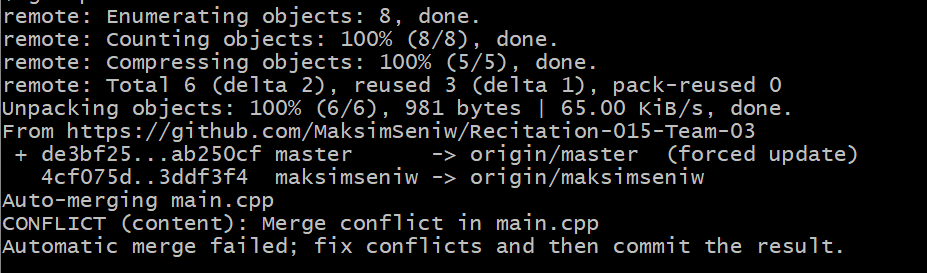 remote: Enumerating objects: 8, done.
remote: Counting objects: 100% (8/8), done.
remote: Compressing objects: 100% (5/5), done.
remote: Total 6 (delta 2), reused 3 (delta 1), pack-reused 0
Unpacking objects: 100% (6/6), 981 bytes | 65.00 KiB/s, done.
From https://github.com/MaksimSeniw/Recitation-015-Team-03
 + de3bf25...ab250cf master     -> origin/master  (forced update)
   4cf075d..3ddf3f4  maksimseniw -> origin/maksimseniw
Auto-merging main.cpp
CONFLICT (content): Merge conflict in main.cpp
Automatic merge failed; fix conflicts and then commit the result.